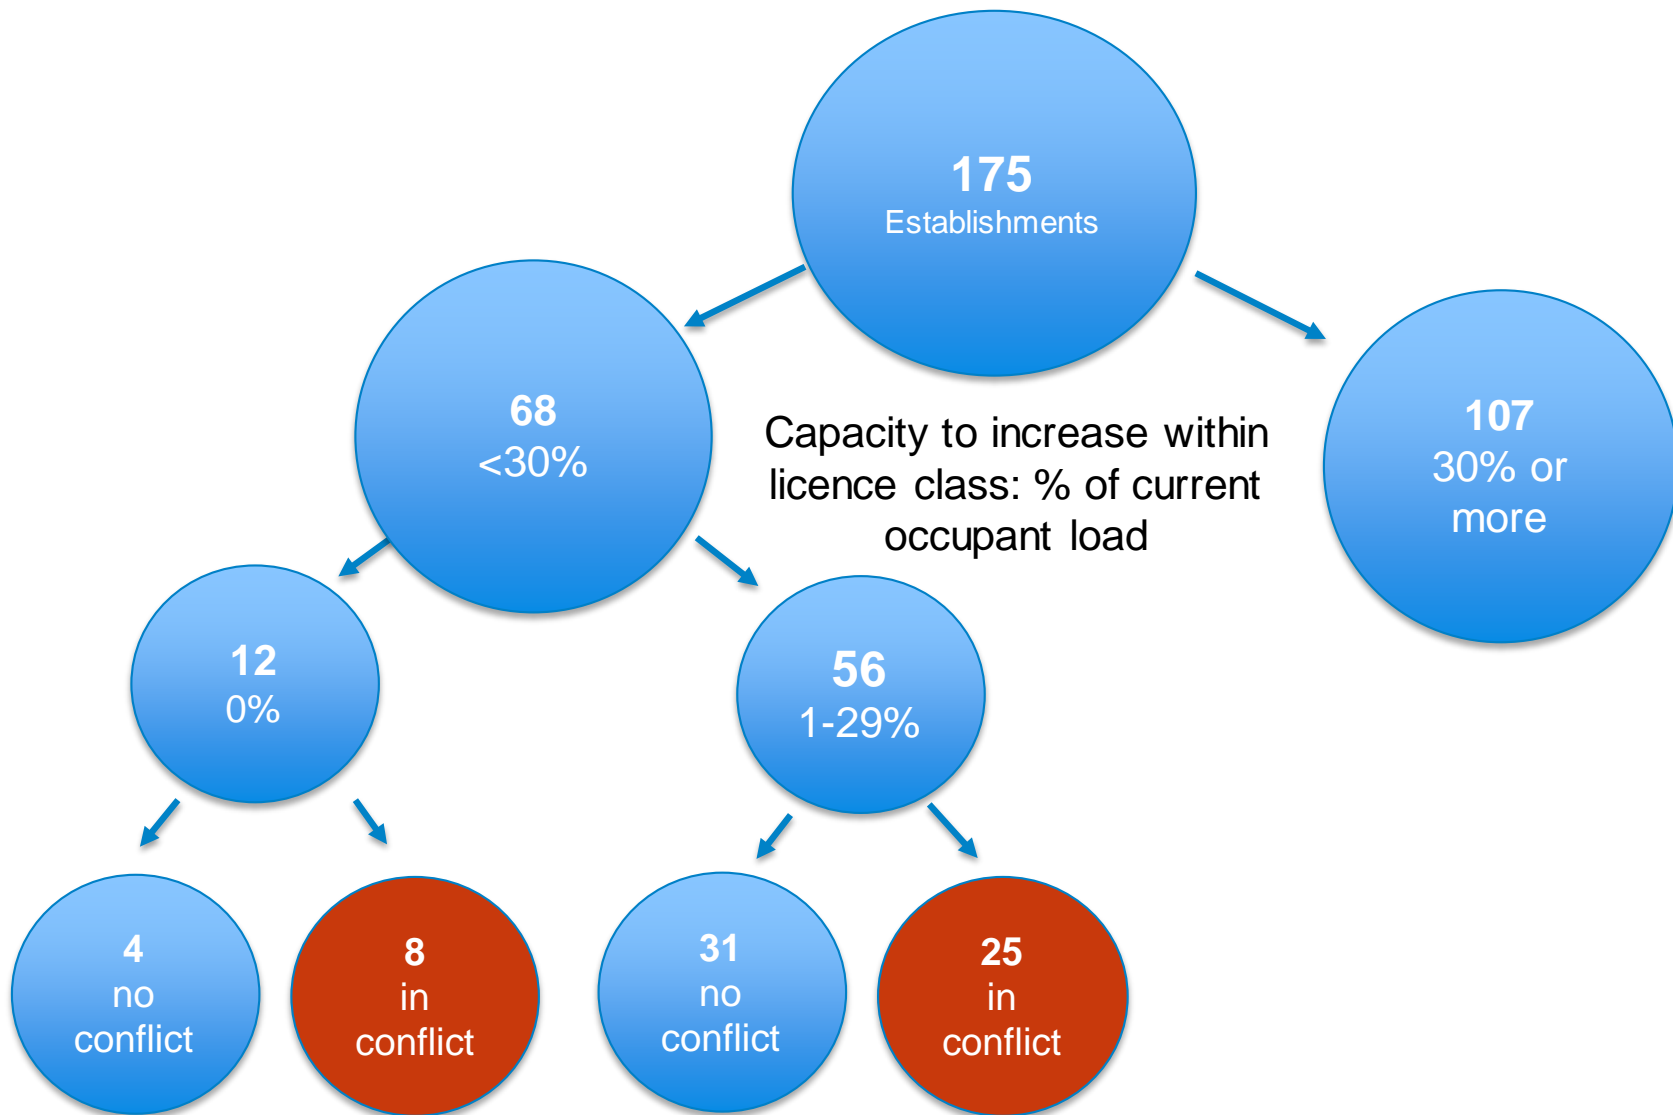 175
Establishments
68
<30%
Capacity to increase within
licence class: % of current
occupant load
107
30% or
more
12
0%
56
1-29%
4
no
conflict
8
in
conflict
31
no
conflict
25
in
conflict